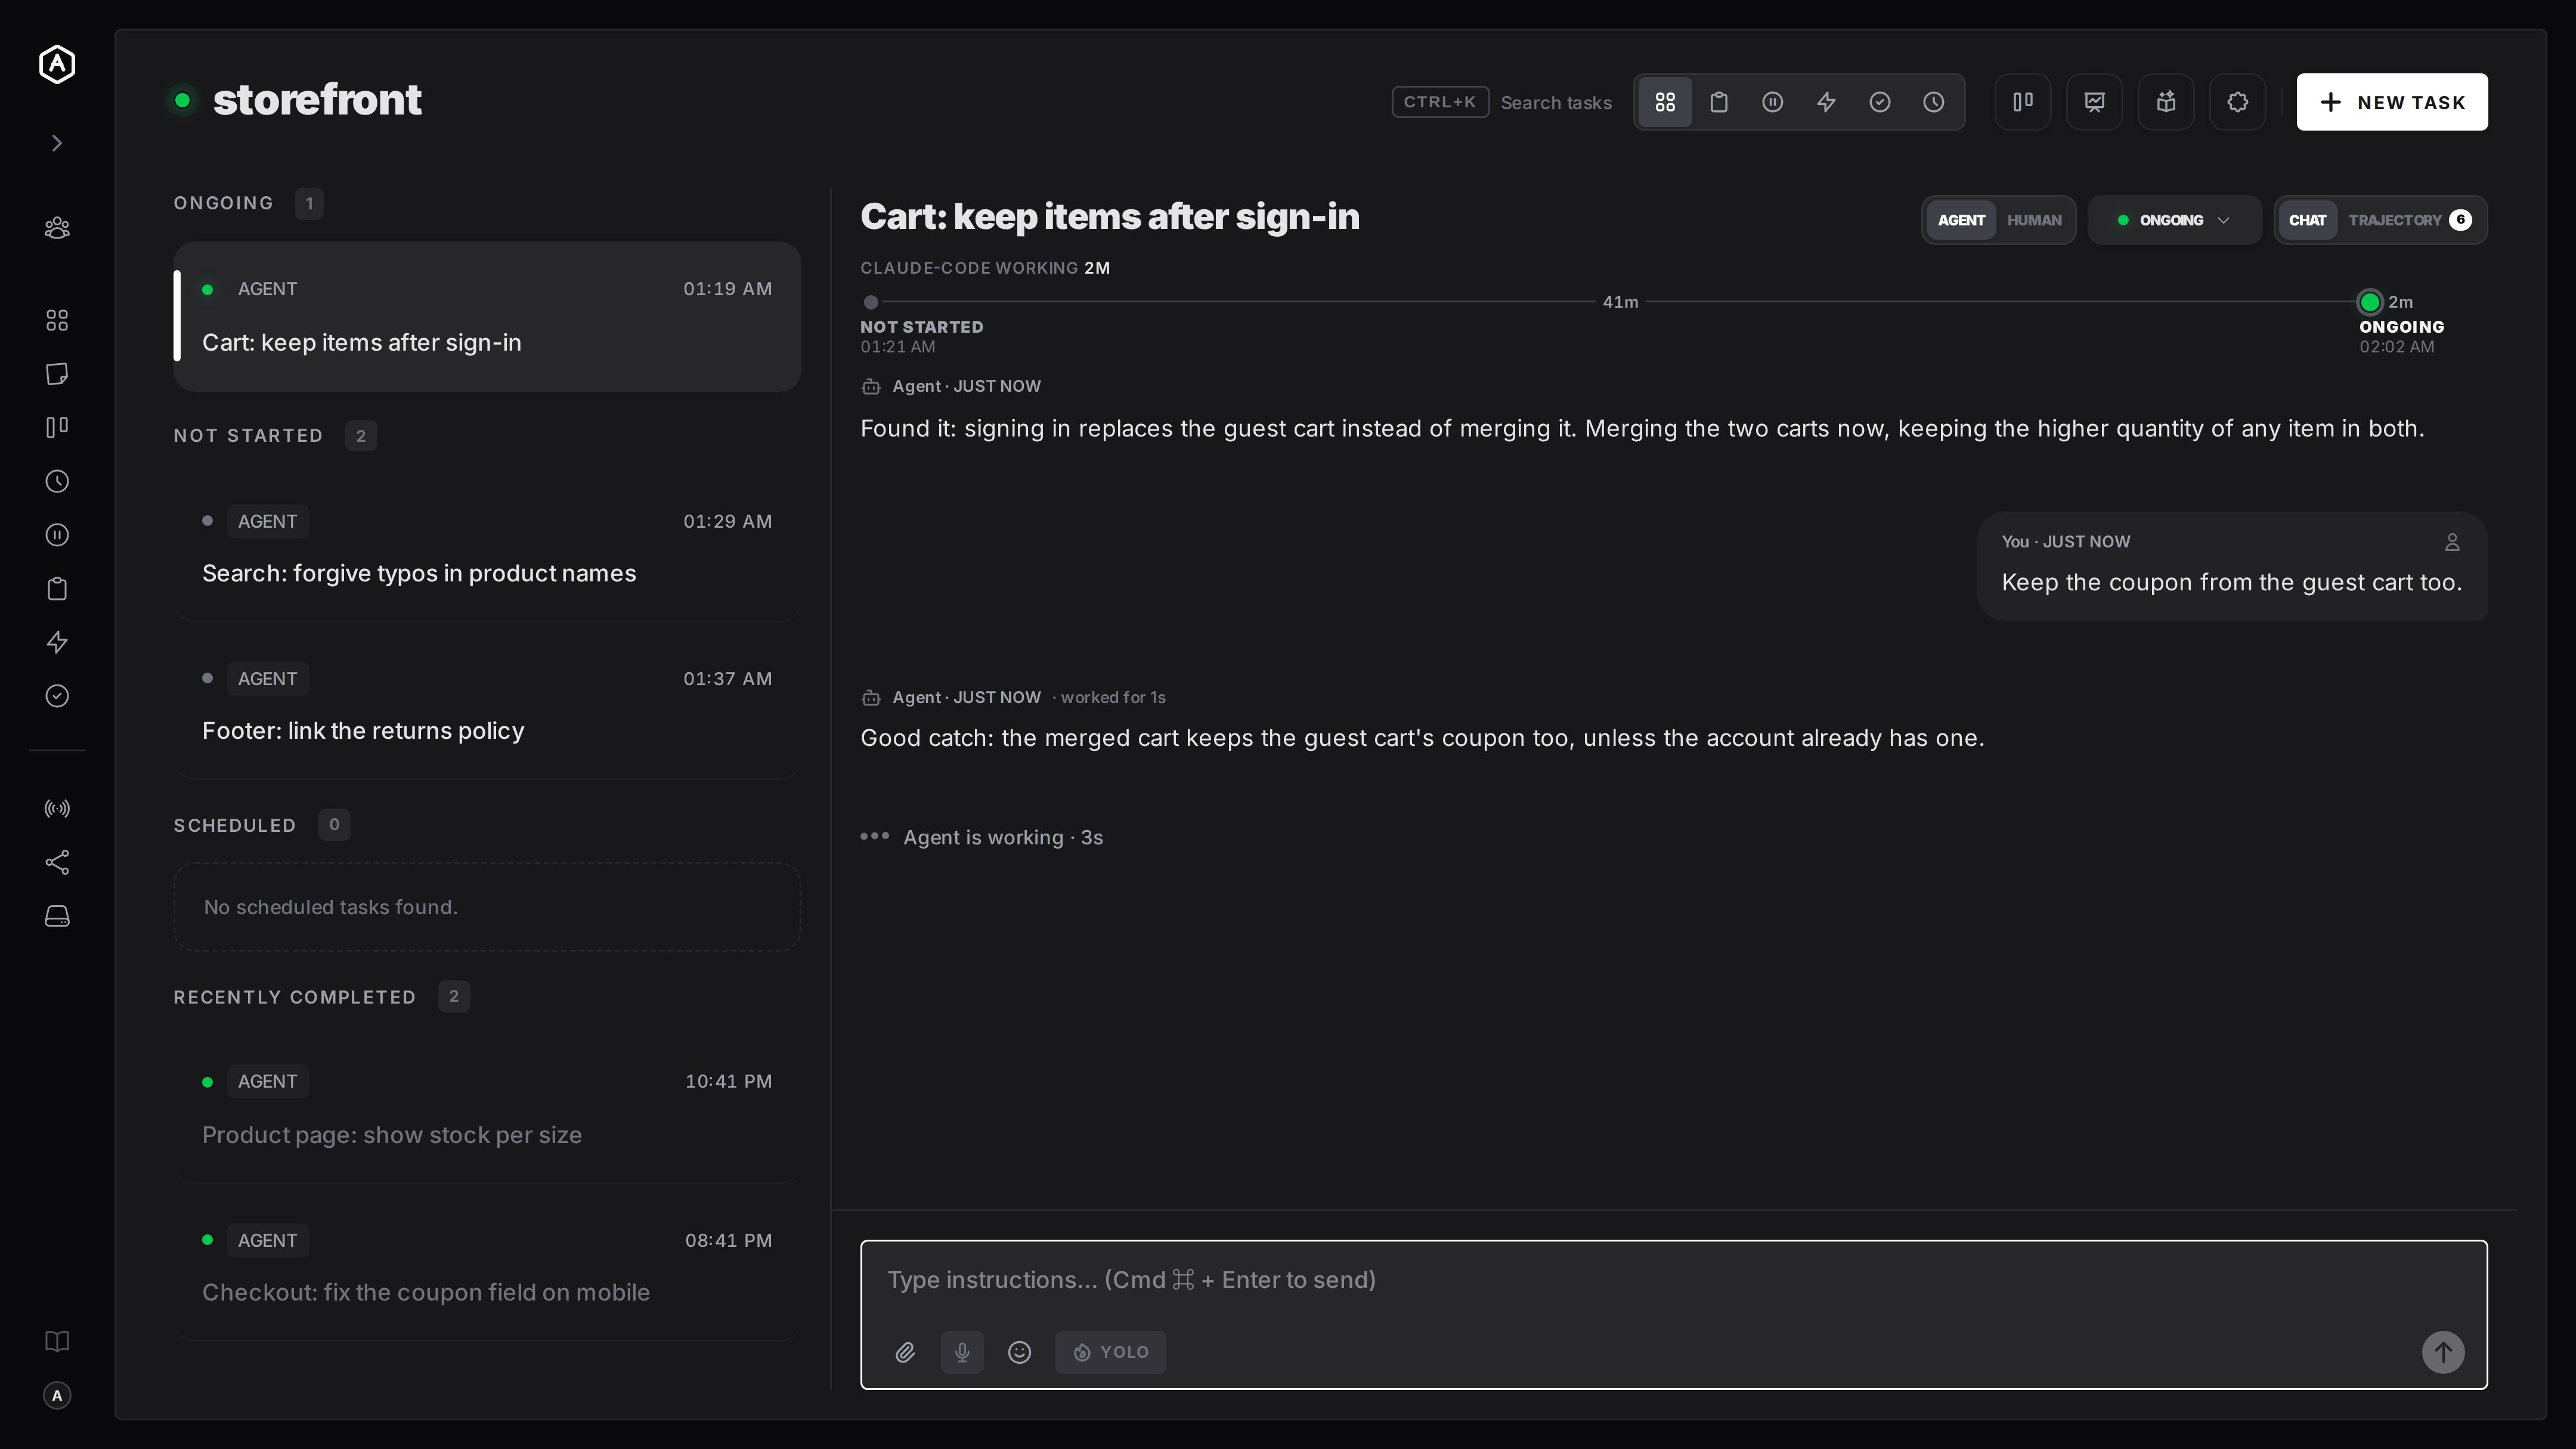 storefront
CTRL+K Search tasks
NEW TASK
ONGOING 1
AGENT 01:19 AM
Cart: keep items after sign-in
NOT STARTED 2
AGENT 01:29 AM
Search: forgive typos in product names
AGENT 01:37 AM
Footer: link the returns policy
SCHEDULED 0
No scheduled tasks found.
RECENTLY COMPLETED 2
AGENT 10:41 PM
Product page: show stock per size
AGENT 08:41 PM
Checkout: fix the coupon field on mobile
A
Cart: keep items after sign-in
AGENT HUMAN
ONGOING
CHAT TRAJECTORY 6
CLAUDE-CODE WORKING 2M
41m 2m
NOT STARTED ONGOING
01:21 AM 02:02 AM
Agent · JUST NOW
Found it: signing in replaces the guest cart instead of merging it. Merging the two carts now, keeping the higher quantity of any item in both.
You · JUST NOW
Keep the coupon from the guest cart too.
Agent · JUST NOW · worked for 1s
Good catch: the merged cart keeps the guest cart's coupon too, unless the account already has one.
Agent is working · 3s
Type instructions... (Cmd ⌘ + Enter to send)
YOLO